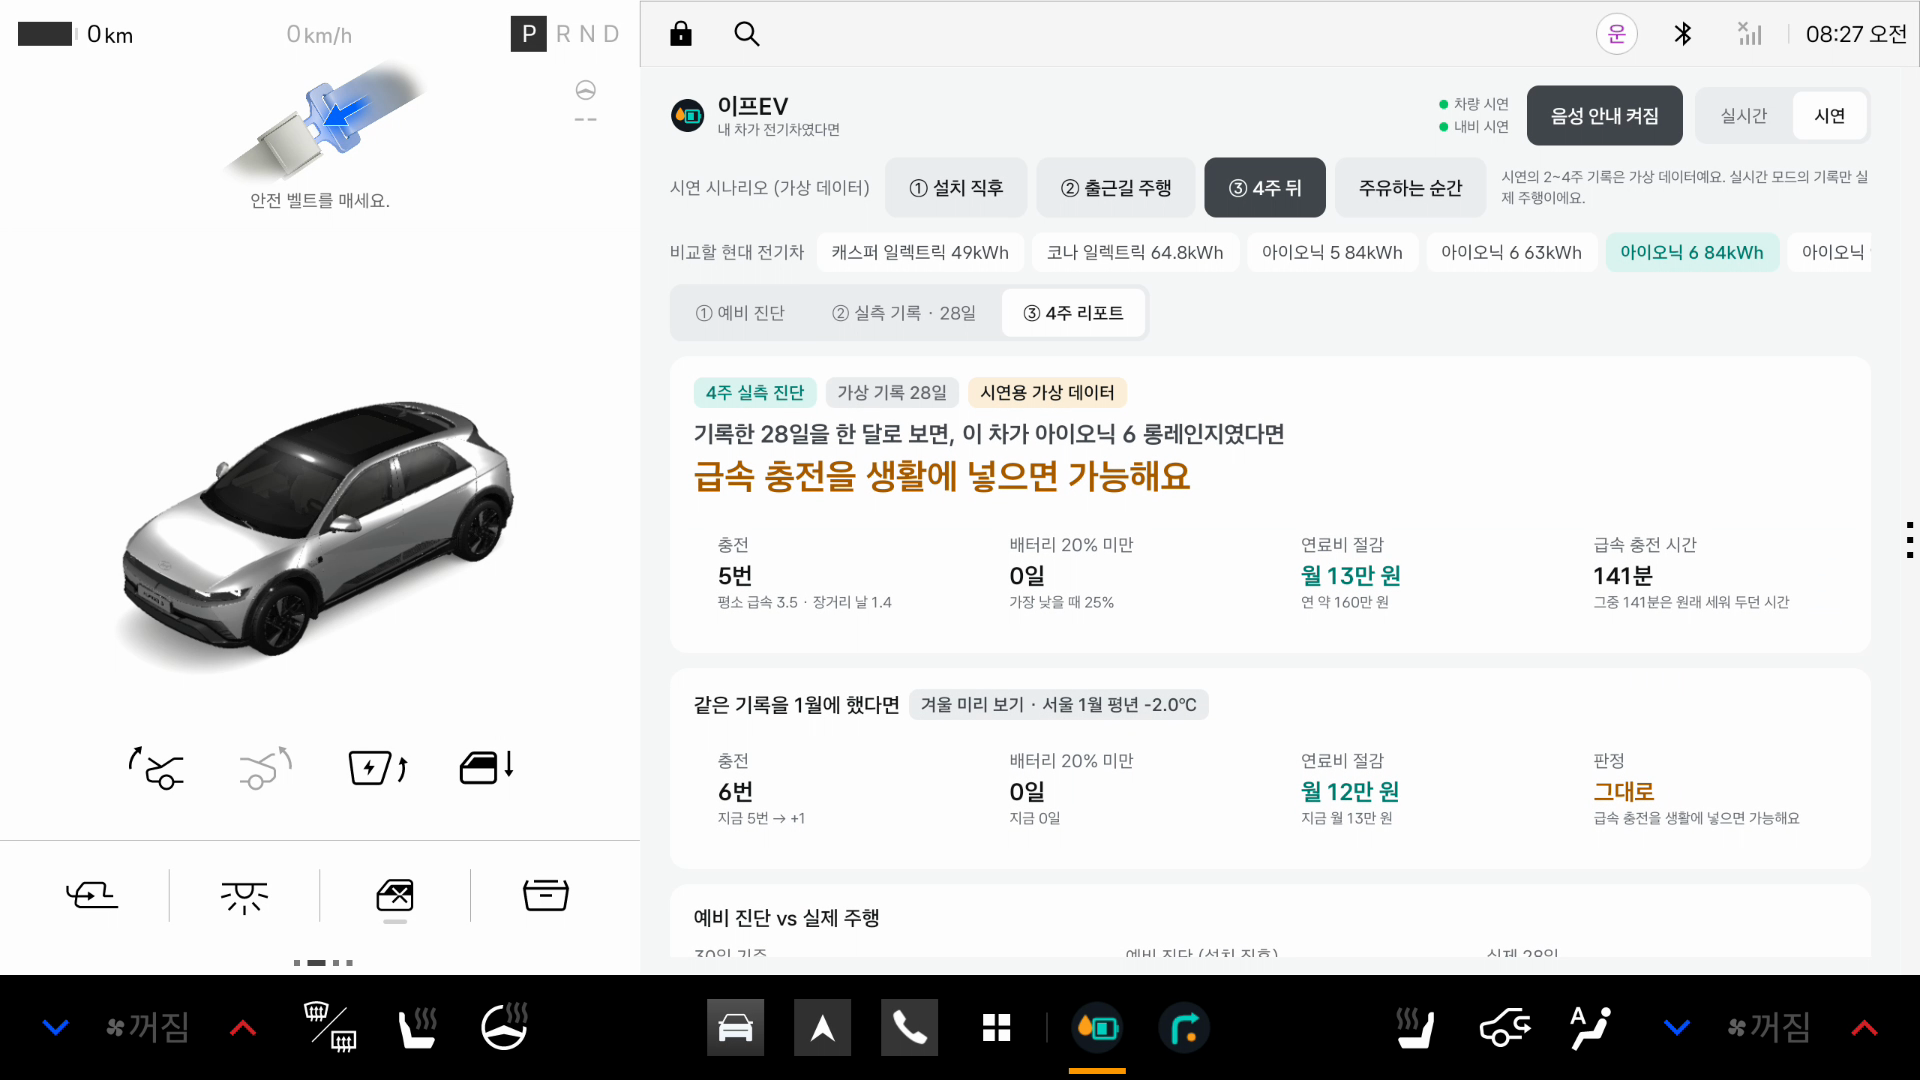 0 km
0 km/h
P R N D
운
08:27 오전
안전 벨트를 매세요.
--
이프EV
내 차가 전기차였다면
차량 시연
내비 시연
음성 안내 켜짐
실시간
시연
시연 시나리오 (가상 데이터)
① 설치 직후
② 출근길 주행
③ 4주 뒤
주유하는 순간
시연의 2~4주 기록은 가상 데이터예요. 실시간 모드의 기록만 실
제 주행이에요.
비교할 현대 전기차
캐스퍼 일렉트릭 49kWh
코나 일렉트릭 64.8kWh
아이오닉 5 84kWh
아이오닉 6 63kWh
아이오닉 6 84kWh
아이오닉
① 예비 진단
② 실측 기록 · 28일
③ 4주 리포트
4주 실측 진단
가상 기록 28일
시연용 가상 데이터
기록한 28일을 한 달로 보면, 이 차가 아이오닉 6 롱레인지였다면
급속 충전을 생활에 넣으면 가능해요
충전
5번
평소 급속 3.5 · 장거리 날 1.4
배터리 20% 미만
0일
가장 낮을 때 25%
연료비 절감
월 13만 원
연 약 160만 원
급속 충전 시간
141분
그중 141분은 원래 세워 두던 시간
같은 기록을 1월에 했다면
겨울 미리 보기 · 서울 1월 평년 -2.0℃
충전
6번
지금 5번 → +1
배터리 20% 미만
0일
지금 0일
연료비 절감
월 12만 원
지금 월 13만 원
판정
그대로
급속 충전을 생활에 넣으면 가능해요
예비 진단 vs 실제 주행
30일 기준
예비 진단 (설치 직후)
실제 28일
꺼짐
A
꺼짐